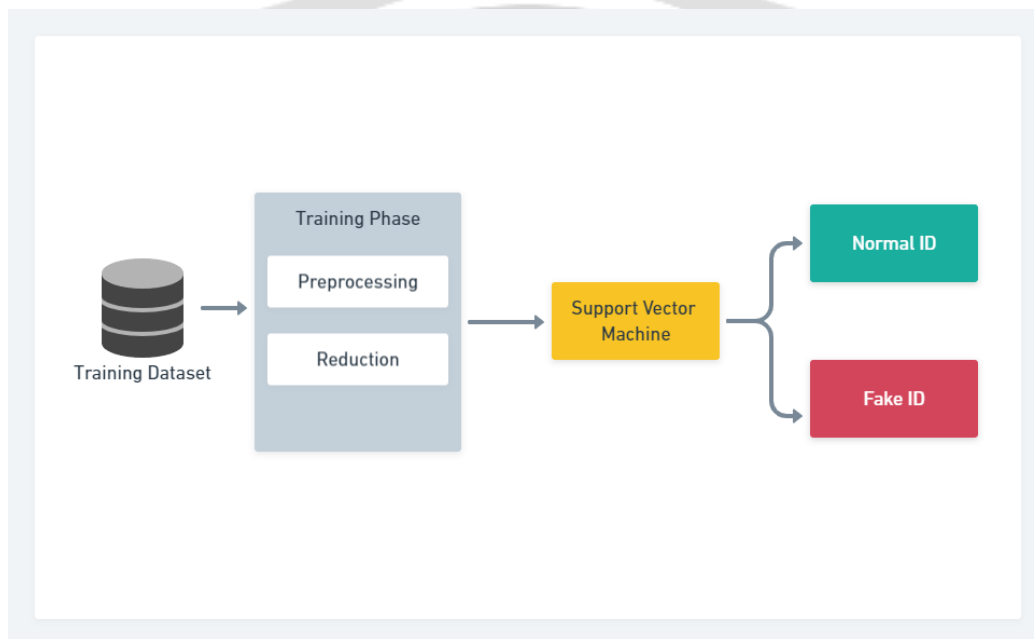 Training Phase
Preprocessing
Reduction
Training Dataset
Support Vector
Machine
Normal ID
Fake ID